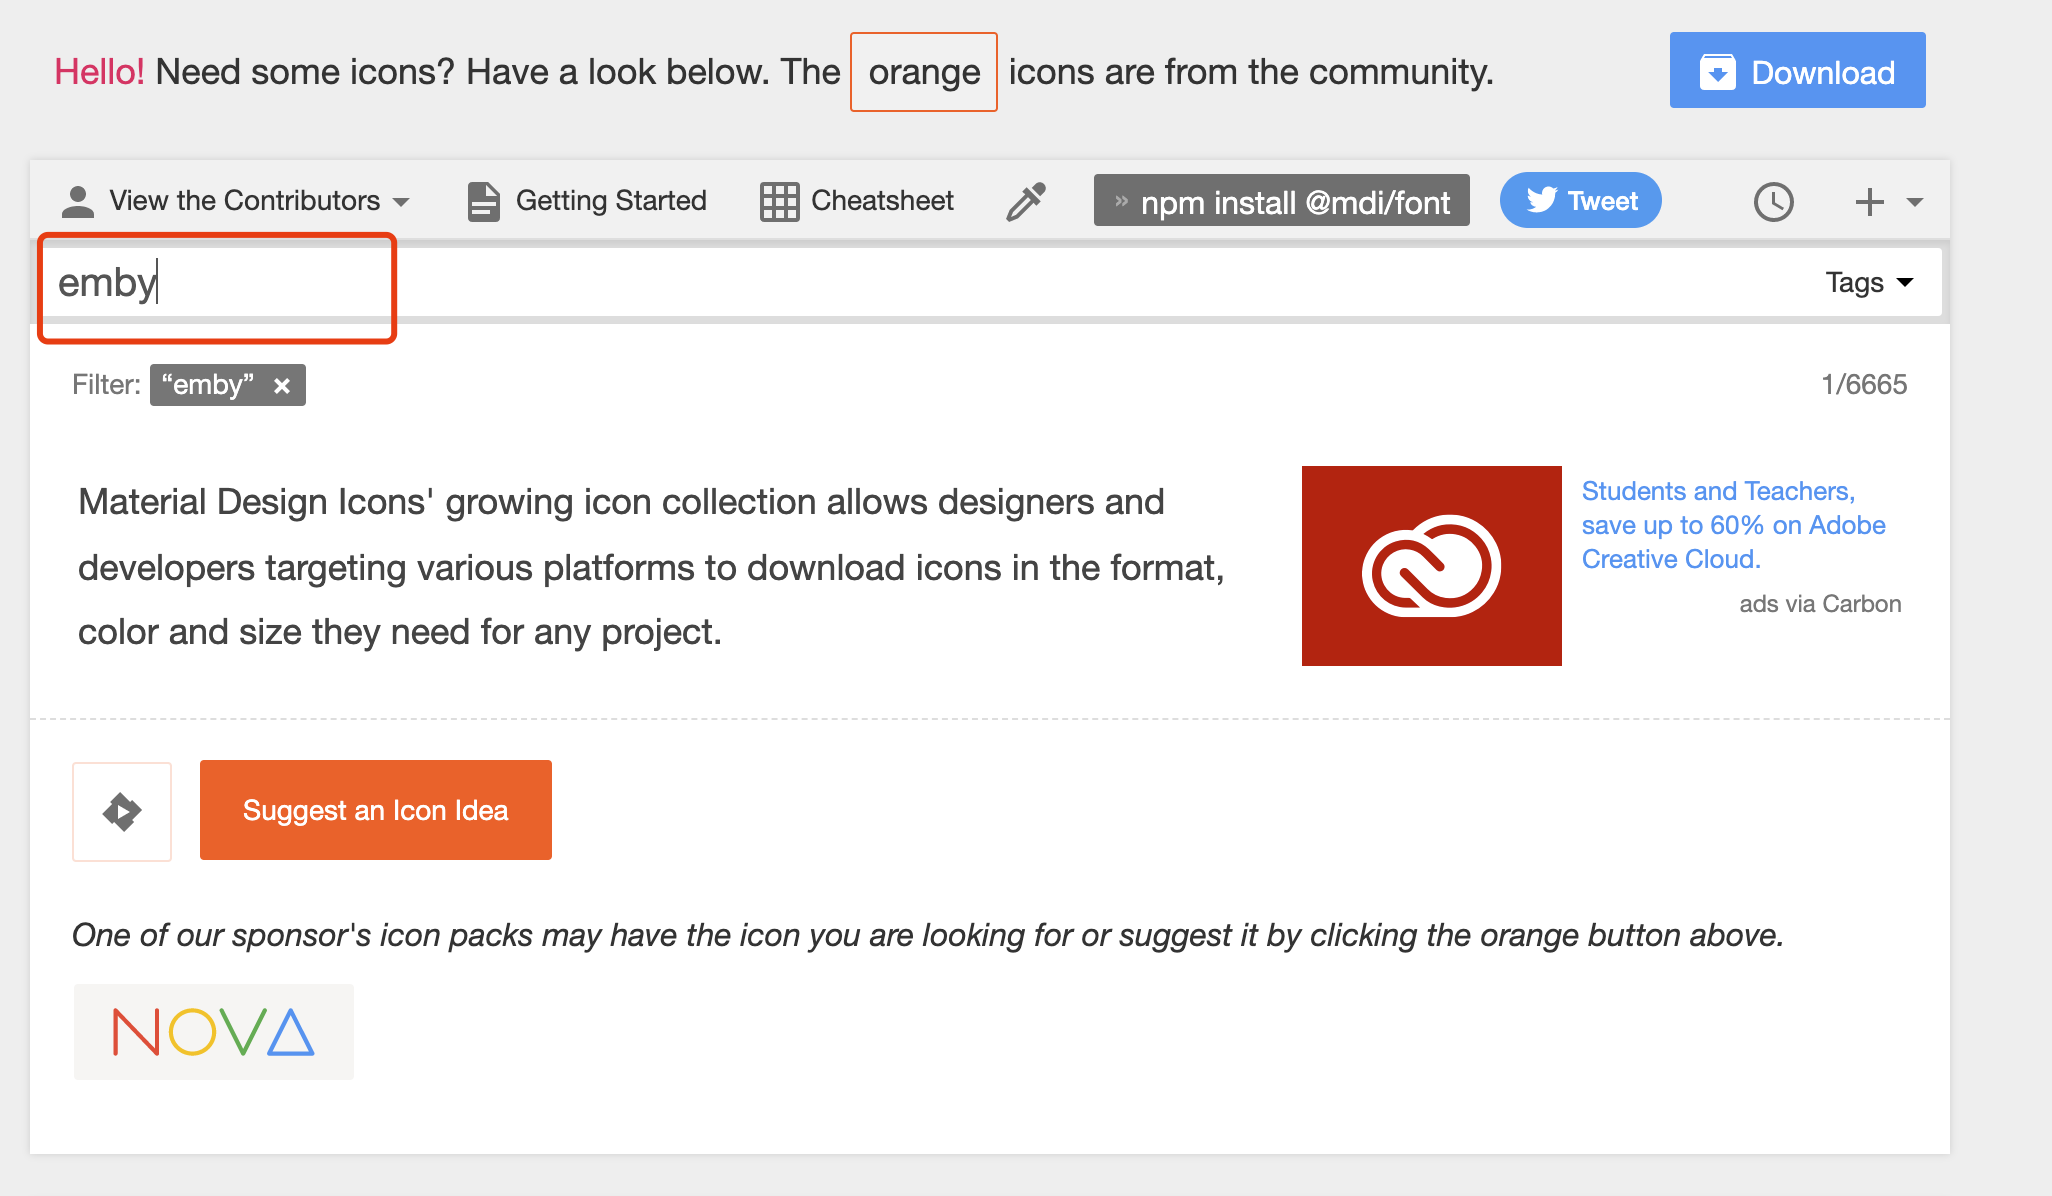 Hello! Need some icons? Have a look below. The orange icons are from the community.
Download
View the Contributors
Getting Started
Cheatsheet
» npm install @mdi/font
Tweet
emby
Tags
Filter: “emby” ×
1/6665
Material Design Icons' growing icon collection allows designers and
developers targeting various platforms to download icons in the format,
color and size they need for any project.
Students and Teachers,
save up to 60% on Adobe
Creative Cloud.
ads via Carbon
Suggest an Icon Idea
One of our sponsor's icon packs may have the icon you are looking for or suggest it by clicking the orange button above.
NOVA